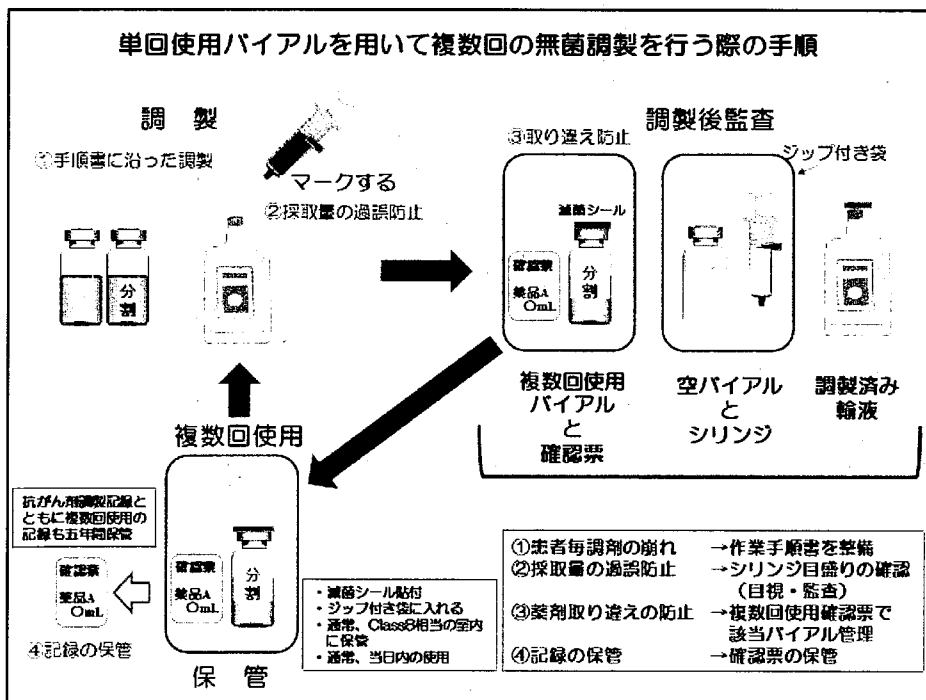 単回使用バイアルを用いて複数回の無菌調製を行う際の手順
調 製
①手順書に沿った調製
マークする
②採取量の過誤防止
分
割
調製後監査
③取り違え防止
ジップ付き袋
滅菌シール
確認票
薬品A
〇mL
分
割
複数回使用
バイアル
と
確認票
空バイアル
と
シリンジ
調製済み
輸液
複数回使用
抗がん剤調製記録と
ともに複数回使用の
記録も五年間保管
確認票
薬品A
〇mL
④記録の保管
確認票
薬品A
〇mL
分
割
保 管
・滅菌シール貼付
・ジップ付き袋に入れる
・通常、Class8相当の室内
に保管
・通常、当日内の使用
①患者毎調剤の崩れ →作業手順書を整備
②採取量の過誤防止 →シリンジ目盛りの確認
（目視・監査）
③薬剤取り違えの防止 →複数回使用確認票で
該当バイアル管理
④記録の保管 →確認票の保管